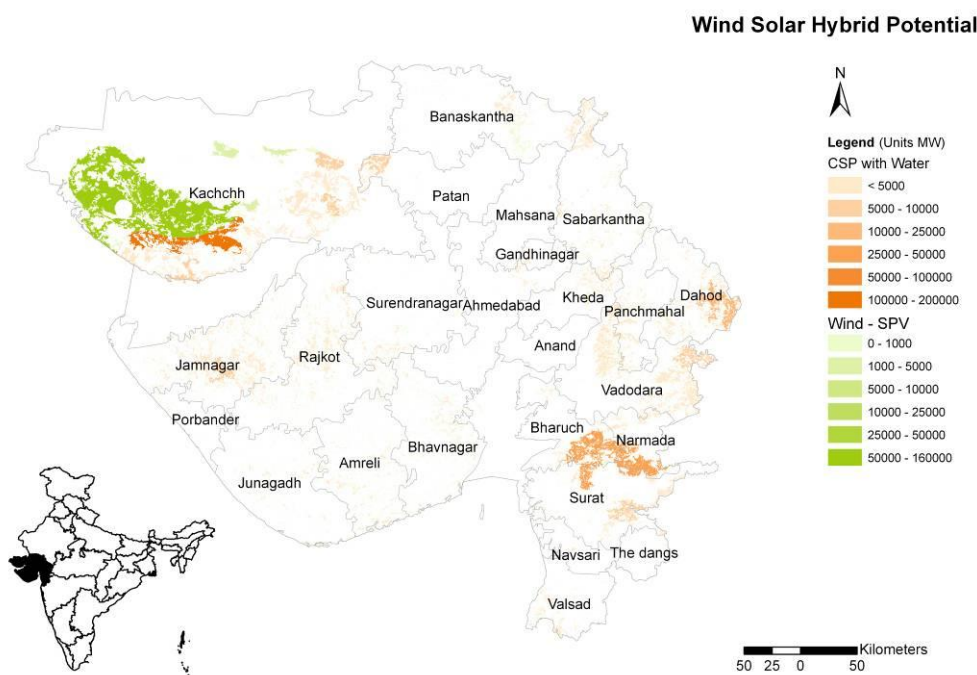 Wind Solar Hybrid Potential
N
Legend (Units MW)
CSP with Water
< 5000
5000 - 10000
10000 - 25000
25000 - 50000
50000 - 100000
100000 - 200000
Wind - SPV
0 - 1000
1000 - 5000
5000 - 10000
10000 - 25000
25000 - 50000
50000 - 160000
Banaskantha
Kachchh
Patan
Mahsana
Sabarkantha
Gandhinagar
Surendranagar
Ahmedabad
Kheda
Panchmahal
Dahod
Jamnagar
Rajkot
Anand
Vadodara
Porbander
Bharuch
Narmada
Bhavnagar
Amreli
Junagadh
Surat
Navsari
The dangs
Valsad
Kilometers
50 25 0 50